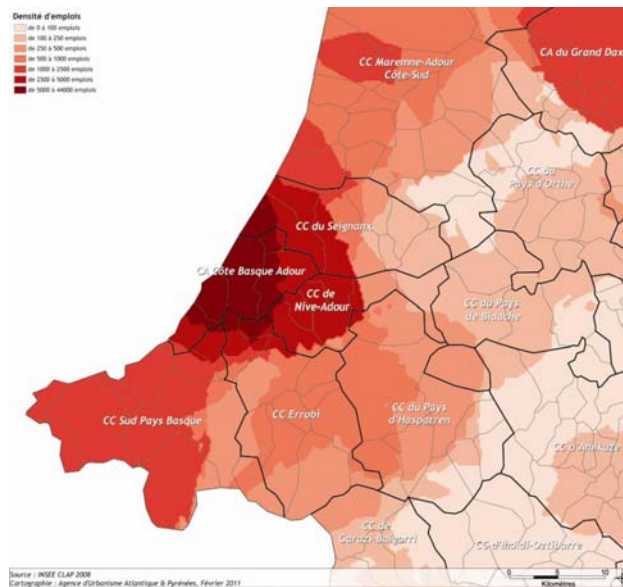 Densité d'emplois
de 0 à 100 emplois
de 100 à 250 emplois
de 250 à 500 emplois
de 500 à 1000 emplois
de 1000 à 2500 emplois
de 2500 à 5000 emplois
de 5000 à 44000 emplois
CC Maremne-Adour
Côte-Sud
CA du Grand Dax
CC du
Pays d'Orthe
CC du Seignanx
CA Côte Basque Adour
CC de
Nive-Adour
CC du Pays
de Bidache
CC Sud Pays Basque
CC Errobi
CC du Pays
d'Hasparren
CC d'Amikuze
CC de
Garazi-Baigorri
CC d'Iholdi-Oztibarre
Source : INSEE CLAP 2008
Cartographie : Agence d'Urbanisme Atlantique & Pyrénées, Février 2011
0 5 10
Kilomètres